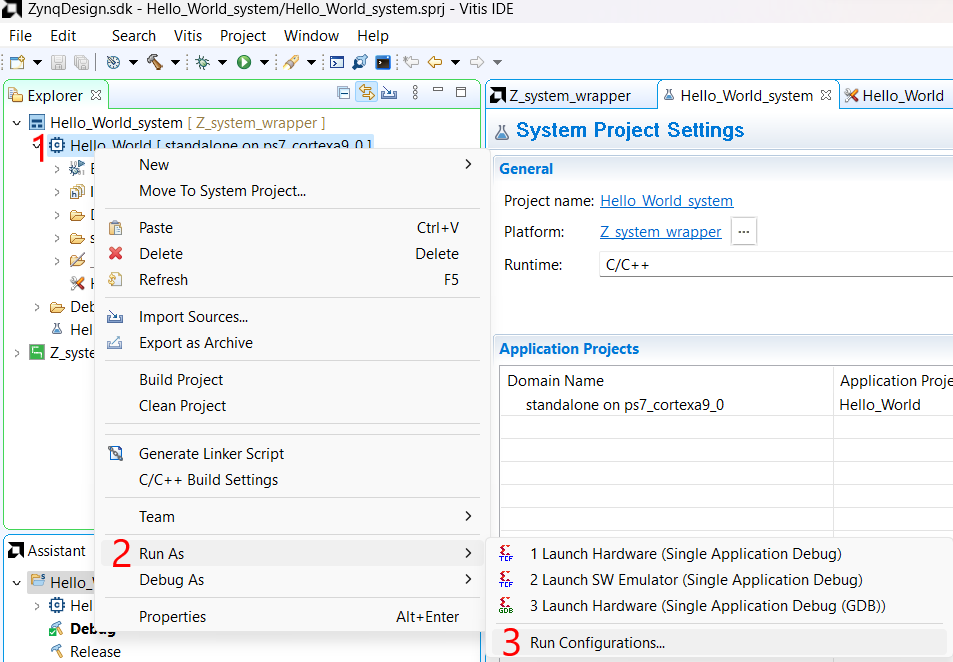 ZynqDesign.sdk - Hello_World_system/Hello_World_system.sprj - Vitis IDE
File Edit Search Vitis Project Window Help
Explorer
Z_system_wrapper
Hello_World_system
Hello_World
Hello_World_system [ Z_system_wrapper ]
1
Hello_World [ standalone on ps7_cortexa9_0 ]
Deb
Hel
Z_syste
New
Move To System Project...
Paste Ctrl+V
Delete Delete
Refresh F5
Import Sources...
Export as Archive
Build Project
Clean Project
Generate Linker Script
C/C++ Build Settings
Team
2 Run As
Debug As
Properties Alt+Enter
System Project Settings
General
Project name: Hello_World_system
Platform: Z_system_wrapper ...
Runtime: C/C++
Application Projects
Domain Name Application Proje
standalone on ps7_cortexa9_0 Hello_World
TCF 1 Launch Hardware (Single Application Debug)
TCF 2 Launch SW Emulator (Single Application Debug)
GDB 3 Launch Hardware (Single Application Debug (GDB))
3 Run Configurations...
Assistant
Hello_
Hel
Debug
Release